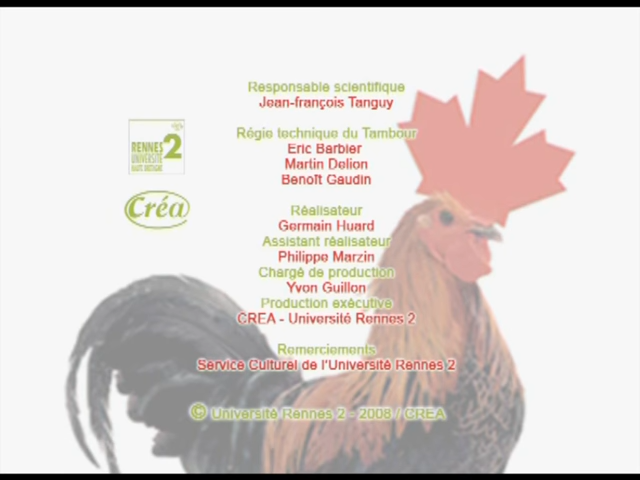 Responsable scientifique
Jean-françois Tanguy
Régie technique du Tambour
Eric Barbier
Martin Delion
Benoît Gaudin
RENNES 2
UNIVERSITÉ
HAUTE BRETAGNE
Créa
Réalisateur
Germain Huard
Assistant réalisateur
Philippe Marzin
Chargé de production
Yvon Guillon
Production exécutive
CREA - Université Rennes 2
Remerciements
Service Culturel de l'Université Rennes 2
© Université Rennes 2 - 2008 / CREA